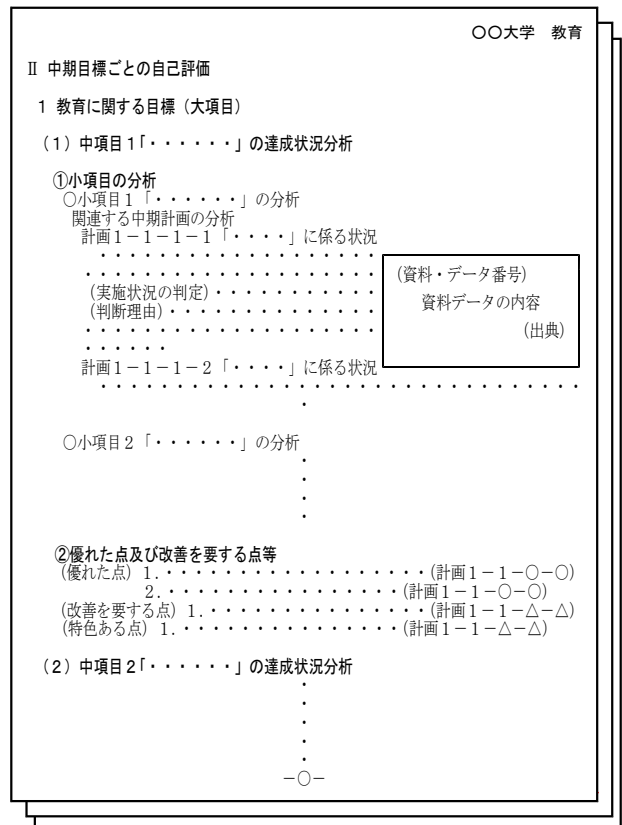 〇〇大学　教育
Ⅱ 中期目標ごとの自己評価
１ 教育に関する目標（大項目）
（１）中項目１「・・・・・・」の達成状況分析
①小項目の分析
○小項目１「・・・・・・」の分析
関連する中期計画の分析
計画１－１－１－１「・・・・」に係る状況
・・・・・・・・・・・・・・・・・・
・・・・・・・・・・・・・・・・・・・
(実施状況の判定)・・・・・・・・・・・
(判断理由)・・・・・・・・・・・・・・
・・・・・・・・・・・・・・・・・・・
・・・・・・
(資料・データ番号)
資料データの内容
(出典)
計画１－１－１－２「・・・・」に係る状況
・・・・・・・・・・・・・・・・・・・・・・・・・・・・・・
・
○小項目２「・・・・・・」の分析
・
・
・
・
②優れた点及び改善を要する点等
(優れた点) １.・・・・・・・・・・・・・・・・・・(計画１－１－○－○)
２.・・・・・・・・・・・・・・・・(計画１－１－○－○)
(改善を要する点) １.・・・・・・・・・・・・・・・(計画１－１－△－△)
(特色ある点) １.・・・・・・・・・・・・・・・(計画１－１－△－△)
（２）中項目２「・・・・・・」の達成状況分析
・
・
・
・
・
－○－